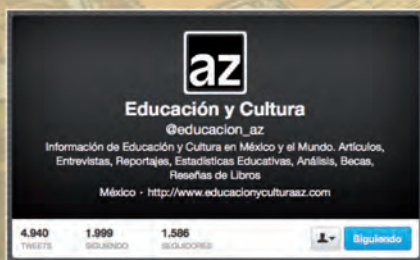 az
Educación y Cultura
@educacion_az
Información de Educación y Cultura en México y el Mundo. Artículos,
Entrevistas, Reportajes, Estadísticas Educativas, Análisis, Becas,
Reseñas de Libros
México · http://www.educacionyculturaaz.com
4.940 1.999 1.586
TWEETS SIGUIENDO SEGUIDORES
Siguiendo